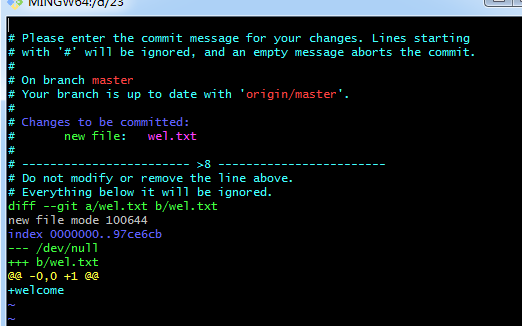 MINGW64:/d/23
# Please enter the commit message for your changes. Lines starting
# with '#' will be ignored, and an empty message aborts the commit.
#
# On branch master
# Your branch is up to date with 'origin/master'.
#
# Changes to be committed:
#       new file:   wel.txt
#
# ------------------------ >8 ------------------------
# Do not modify or remove the line above.
# Everything below it will be ignored.
diff --git a/wel.txt b/wel.txt
new file mode 100644
index 0000000..97ce6cb
--- /dev/null
+++ b/wel.txt
@@ -0,0 +1 @@
+welcome
~
~